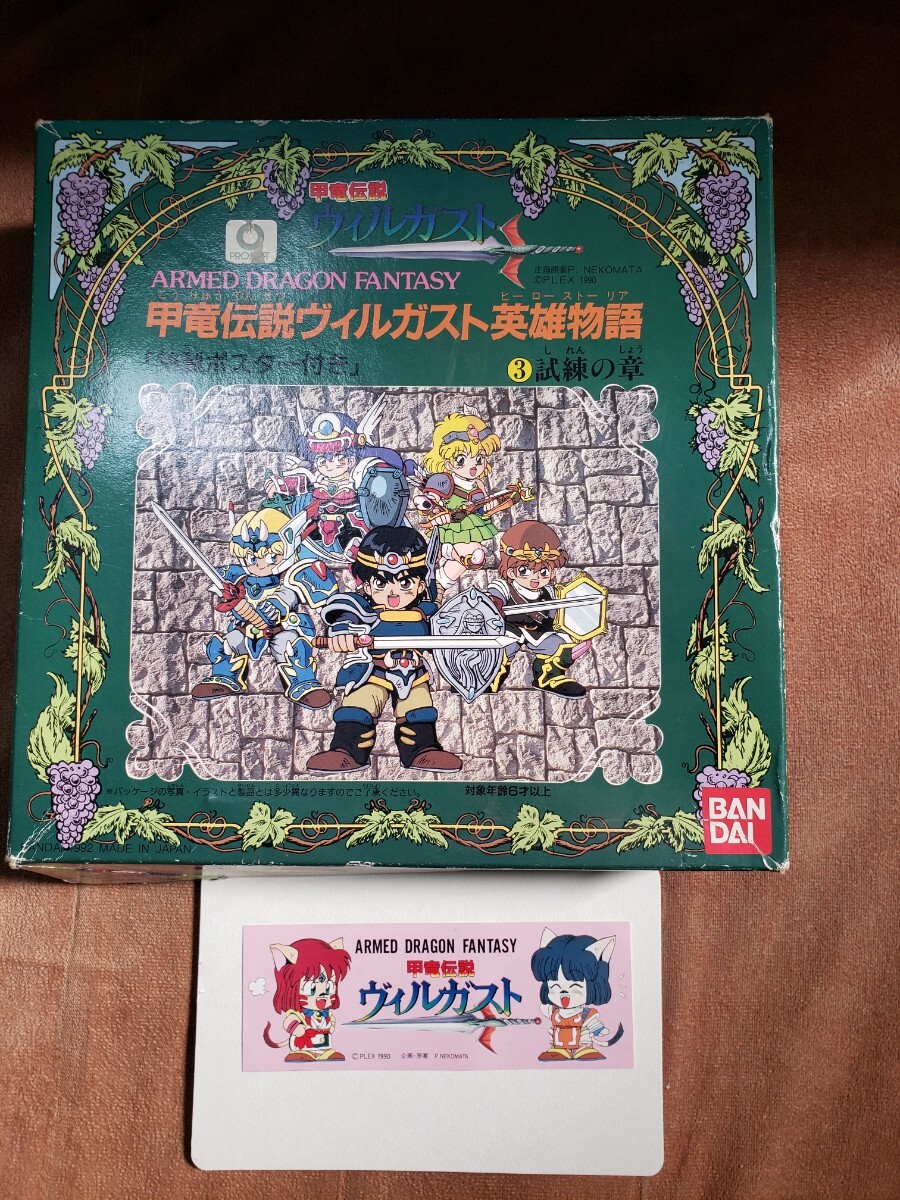 甲竜伝説
ヴィルガスト
企画原案P. NEKOMATA
©PLEX 1990
ARMED DRAGON FANTASY
ヒーロー ストーリア
甲竜伝説ヴィルガスト英雄物語
ポスター付き」
しれん しょう
③試練の章
※パッケージの写真・イラストと製品とは多少異なりますのでご了承ください。
対象年齢6才以上
BAN
DAI
1992 MADE IN JAPAN
ARMED DRAGON FANTASY
甲竜伝説
ヴィルガスト
©PLEX 1990 企画・原案 P.NEKOMATA